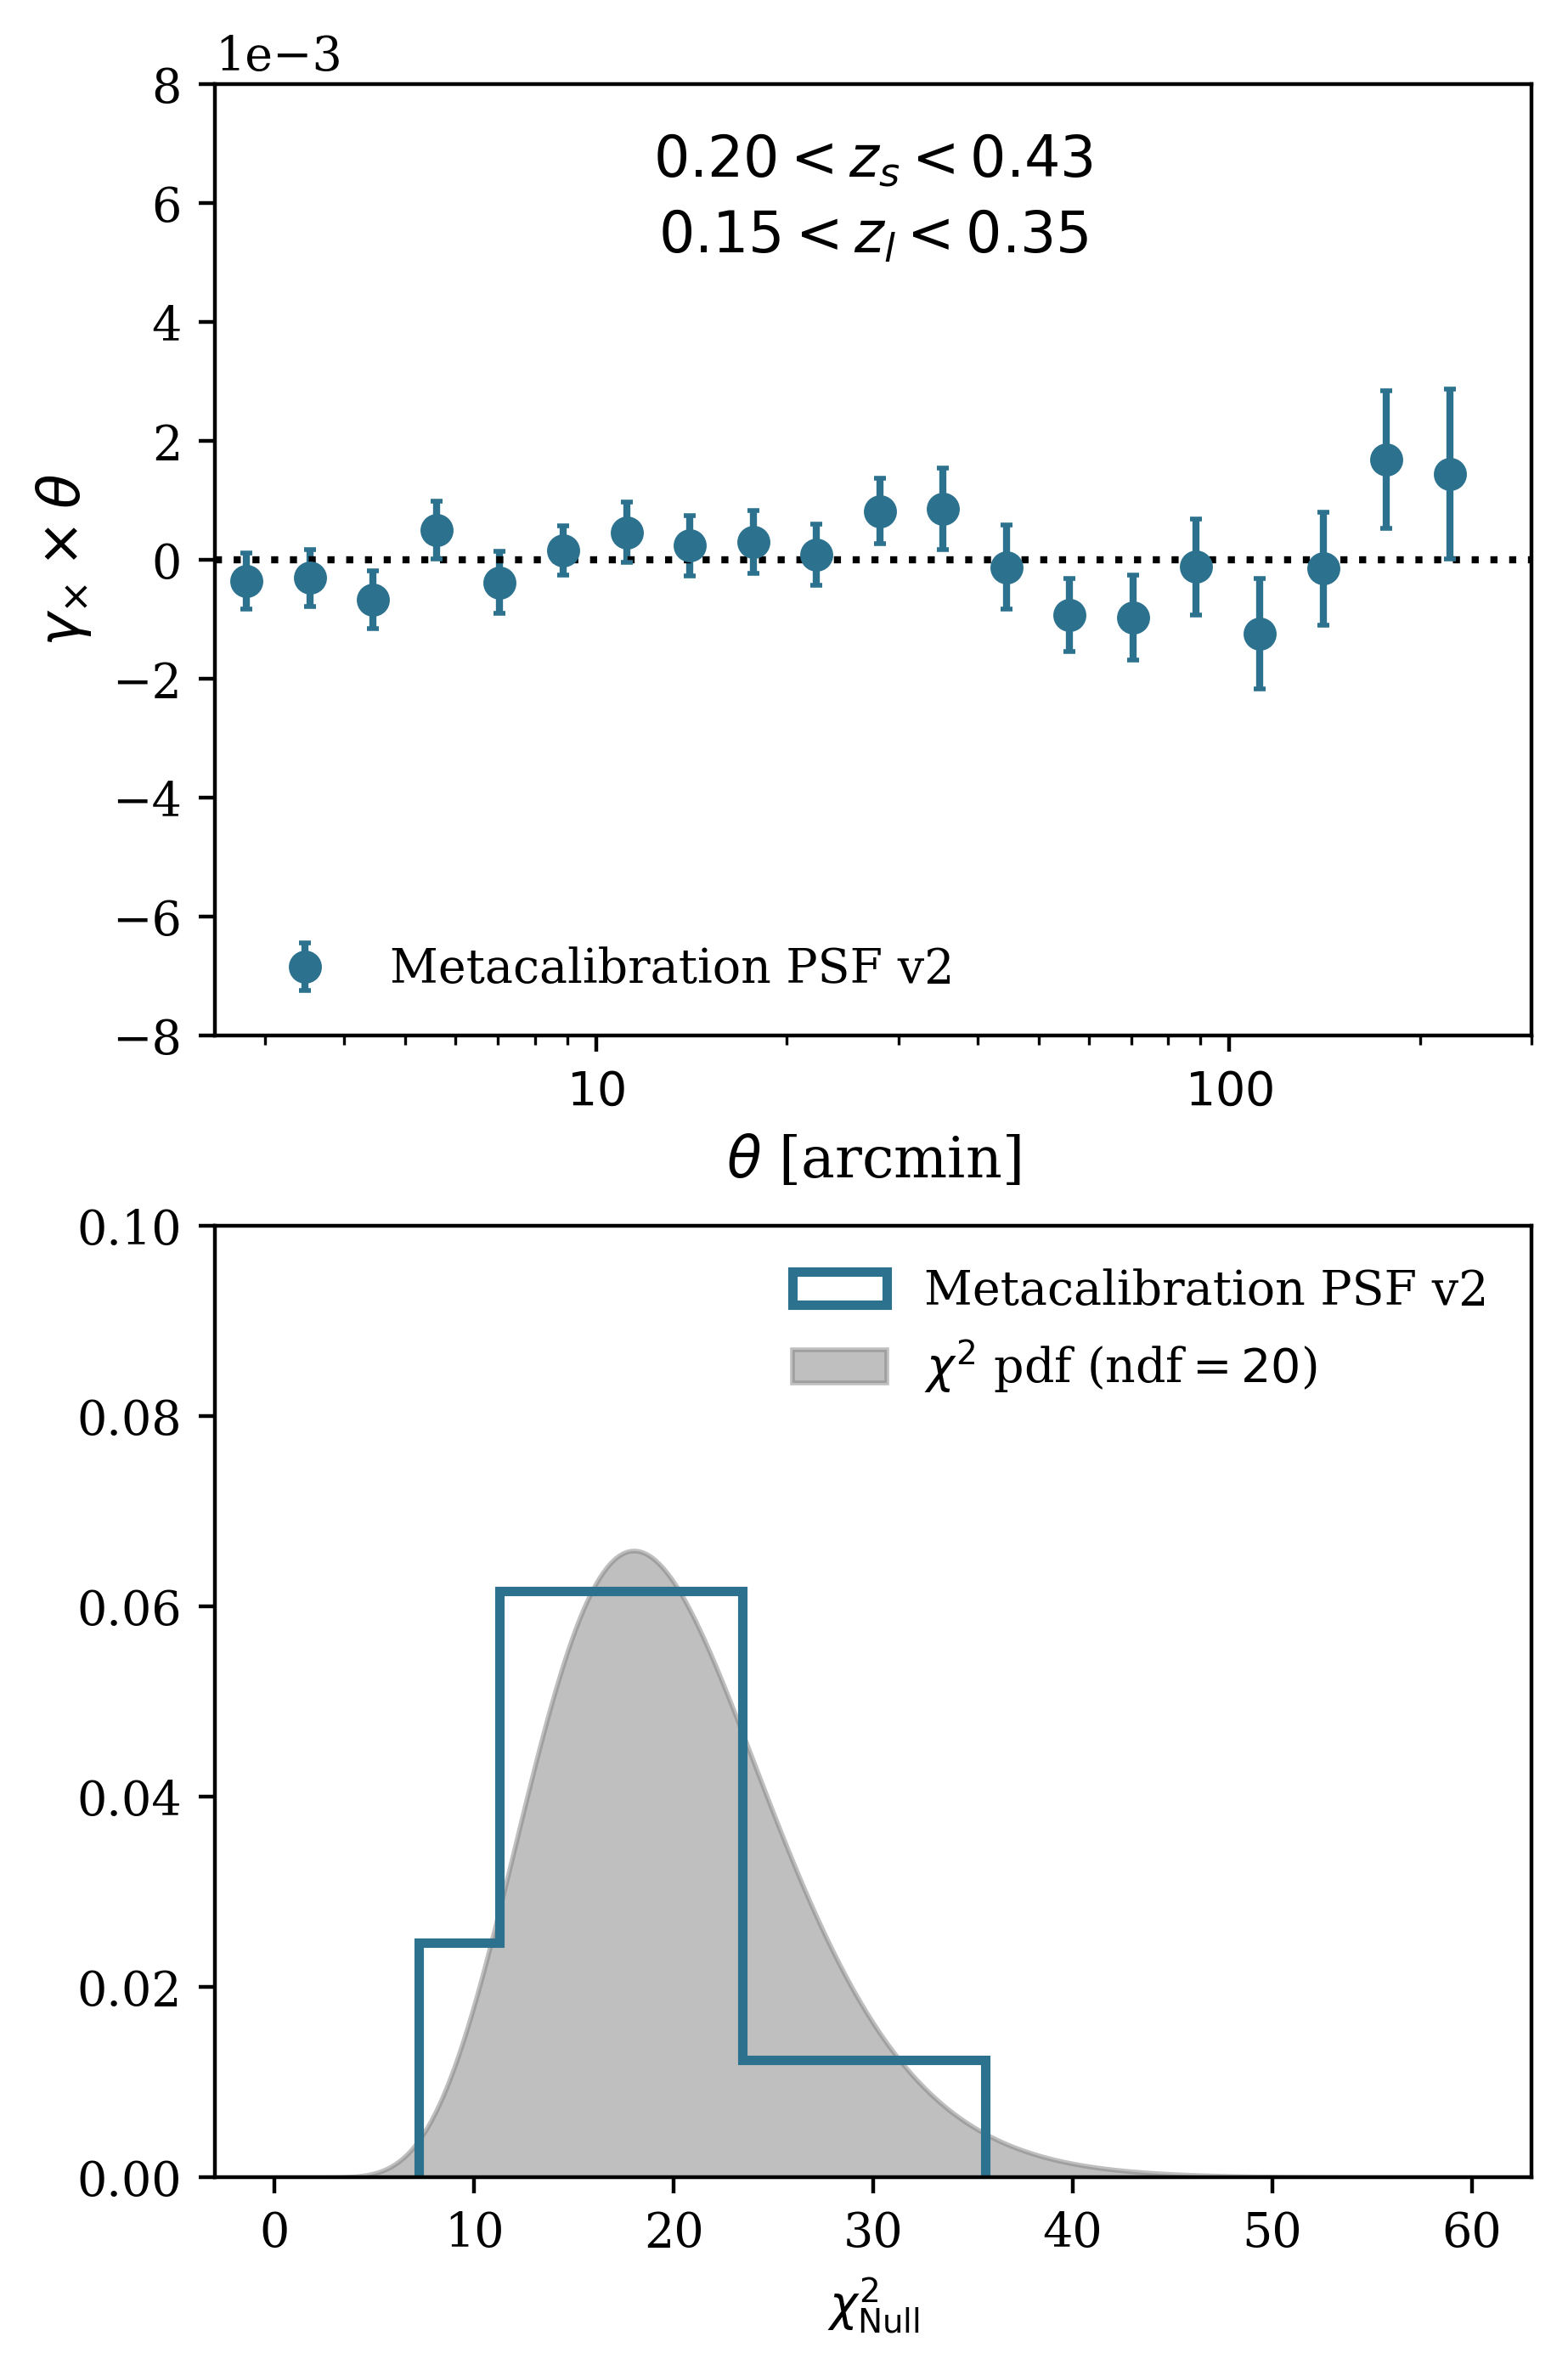 1e−3
8
6
4
2
0
−2
−4
−6
−8
γ× × θ
0.20 < z_s < 0.43
0.15 < z_l < 0.35
Metacalibration PSF v2
10 100
θ [arcmin]
0.10
0.08
0.06
0.04
0.02
0.00
Metacalibration PSF v2
χ² pdf (ndf = 20)
0 10 20 30 40 50 60
χ²_Null